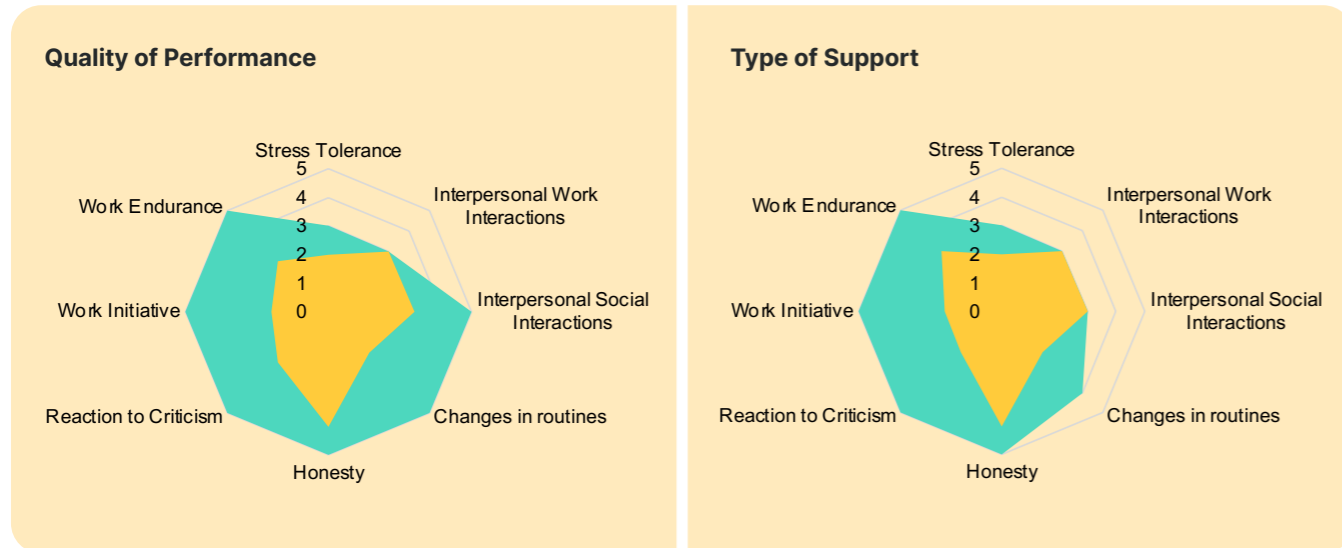 Quality of Performance
Stress Tolerance
5
4
3
2
1
0
Interpersonal Work
Interactions
Interpersonal Social
Interactions
Changes in routines
Honesty
Reaction to Criticism
Work Initiative
Work Endurance
Type of Support
Stress Tolerance
5
4
3
2
1
0
Interpersonal Work
Interactions
Interpersonal Social
Interactions
Changes in routines
Honesty
Reaction to Criticism
Work Initiative
Work Endurance